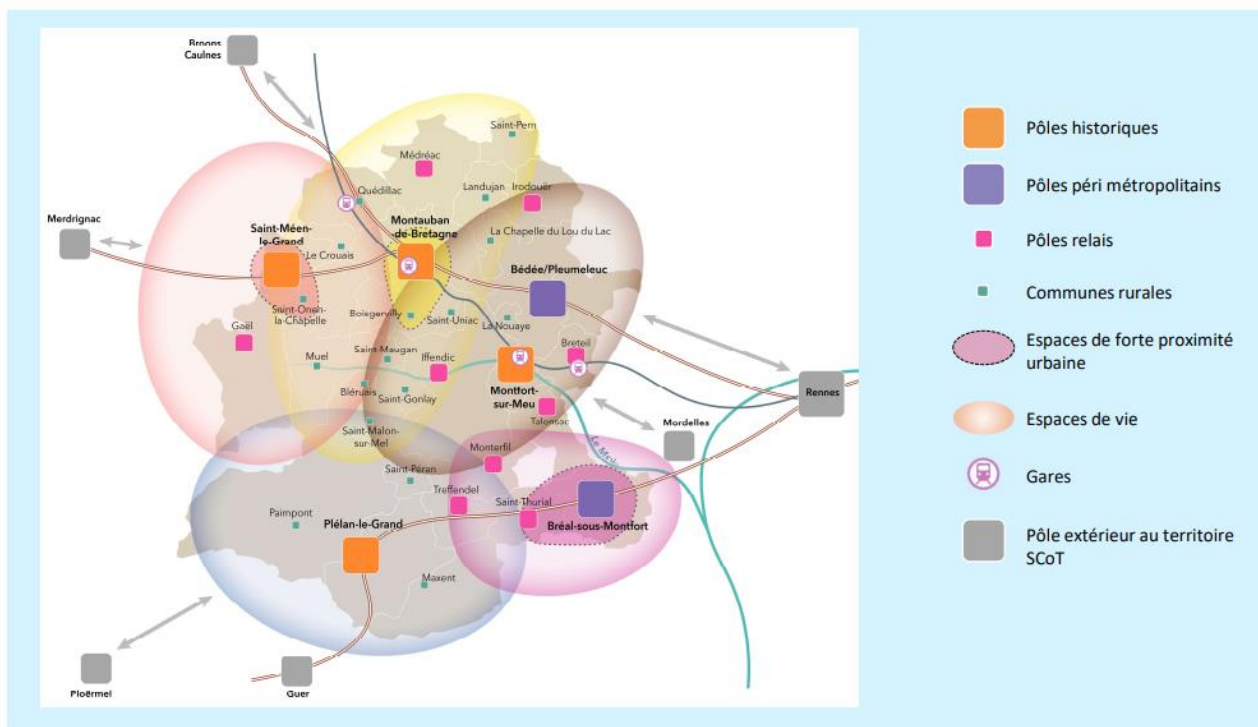 Broons
Caulnes
Saint-Pern
Médréac
Quédillac
Landujan
Irodouër
Merdrignac
Saint-Méen-
le-Grand
Montauban
-de-Bretagne
La Chapelle du Lou du Lac
Le Crouais
Bédée/Pleumeleuc
Saint-Onen-
la-Chapelle
Boisgervilly
Saint-Uniac
La Nouaye
Gaël
Muel
Saint-Maugan
Iffendic
Breteil
Bléruais
Saint-Gonlay
Montfort-
sur-Meu
Rennes
Saint-Malon-
sur-Mel
Talensac
Mordelles
Le Meu
Monterfil
Saint-Péran
Treffendel
Saint-Thurial
Paimpont
Plélan-le-Grand
Bréal-sous-Montfort
Maxent
Ploërmel
Guer
Pôles historiques
Pôles péri métropolitains
Pôles relais
Communes rurales
Espaces de forte proximité
urbaine
Espaces de vie
Gares
Pôle extérieur au territoire
SCoT